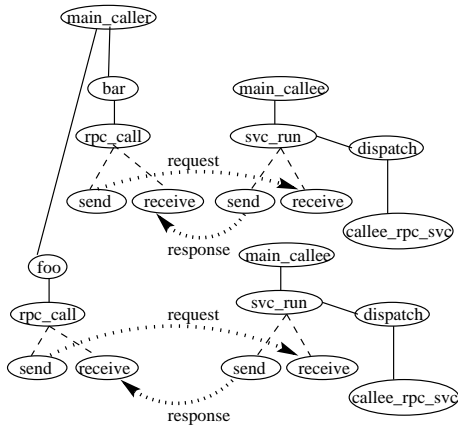 main_caller
bar
main_callee
rpc_call
svc_run
dispatch
request
send
receive
send
receive
callee_rpc_svc
response
main_callee
foo
svc_run
rpc_call
request
dispatch
send
receive
send
receive
callee_rpc_svc
response